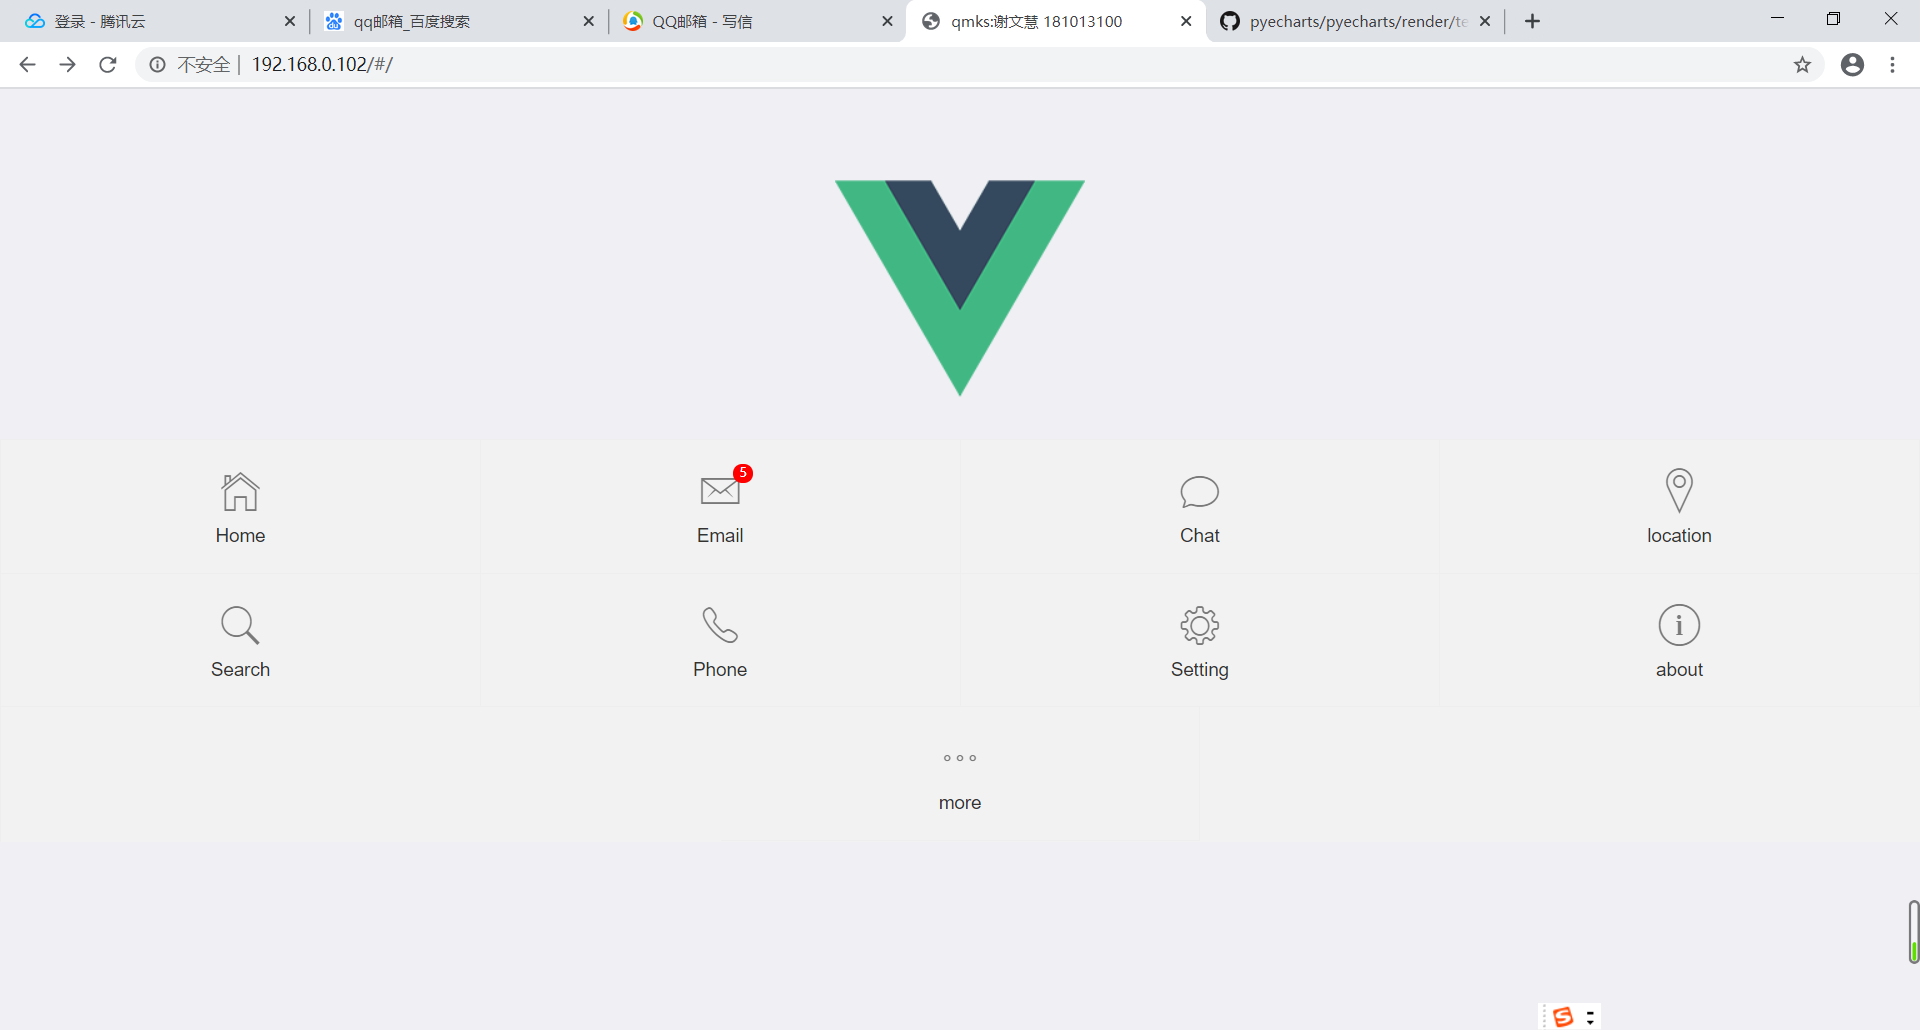 登录 - 腾讯云
qq邮箱_百度搜索
QQ邮箱 - 写信
qmks:谢文慧 181013100
pyecharts/pyecharts/render/te
不安全 | 192.168.0.102/#/
5
Home
Email
Chat
location
Search
Phone
Setting
about
more